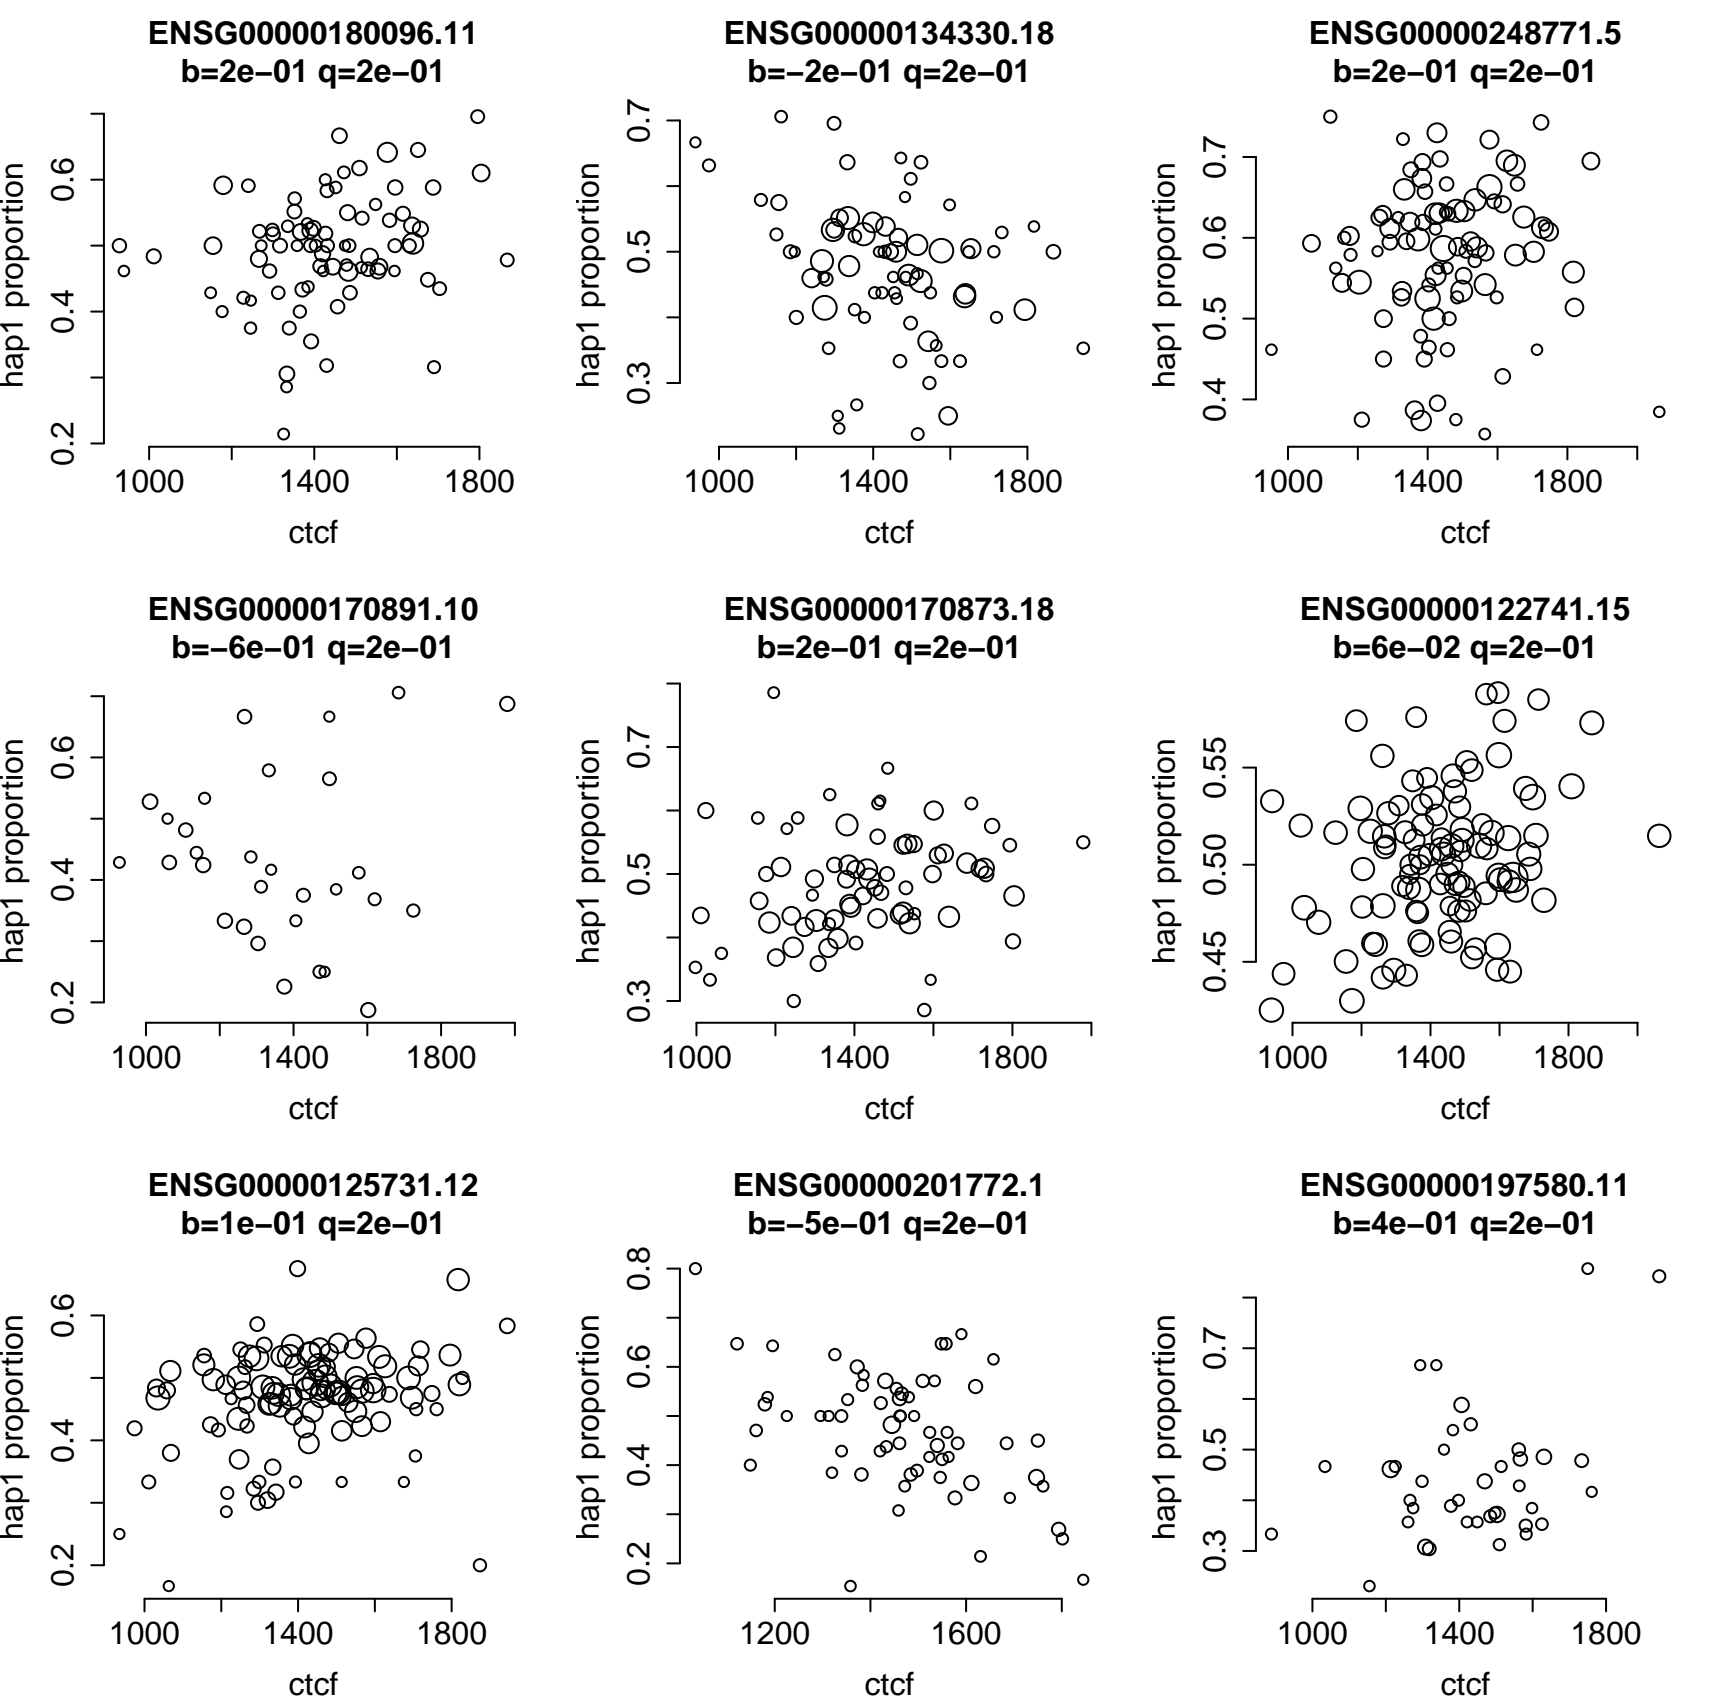 ENSG00000180096.11
b=2e−01 q=2e−01
hap1 proportion
0.2 0.4 0.6
1000 1400 1800
ctcf
ENSG00000134330.18
b=−2e−01 q=2e−01
hap1 proportion
0.3 0.5 0.7
1000 1400 1800
ctcf
ENSG00000248771.5
b=2e−01 q=2e−01
hap1 proportion
0.4 0.5 0.6 0.7
1000 1400 1800
ctcf
ENSG00000170891.10
b=−6e−01 q=2e−01
hap1 proportion
0.2 0.4 0.6
1000 1400 1800
ctcf
ENSG00000170873.18
b=2e−01 q=2e−01
hap1 proportion
0.3 0.5 0.7
1000 1400 1800
ctcf
ENSG00000122741.15
b=6e−02 q=2e−01
hap1 proportion
0.45 0.50 0.55
1000 1400 1800
ctcf
ENSG00000125731.12
b=1e−01 q=2e−01
hap1 proportion
0.2 0.4 0.6
1000 1400 1800
ctcf
ENSG00000201772.1
b=−5e−01 q=2e−01
hap1 proportion
0.2 0.4 0.6 0.8
1200 1600
ctcf
ENSG00000197580.11
b=4e−01 q=2e−01
hap1 proportion
0.3 0.5 0.7
1000 1400 1800
ctcf